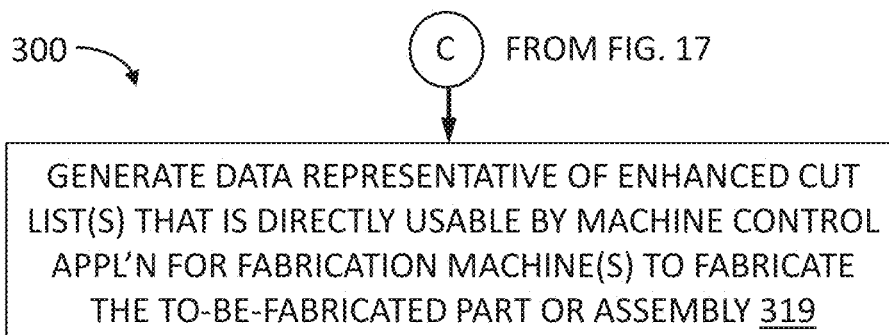 300
C FROM FIG. 17
GENERATE DATA REPRESENTATIVE OF ENHANCED CUT
LIST(S) THAT IS DIRECTLY USABLE BY MACHINE CONTROL
APPL'N FOR FABRICATION MACHINE(S) TO FABRICATE
THE TO-BE-FABRICATED PART OR ASSEMBLY 319